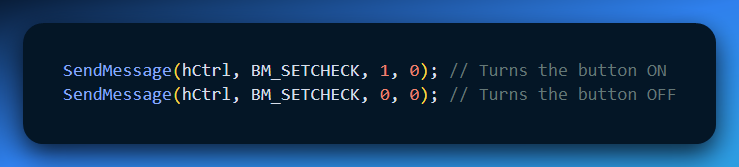 SendMessage(hCtrl, BM_SETCHECK, 1, 0); // Turns the button ON
SendMessage(hCtrl, BM_SETCHECK, 0, 0); // Turns the button OFF